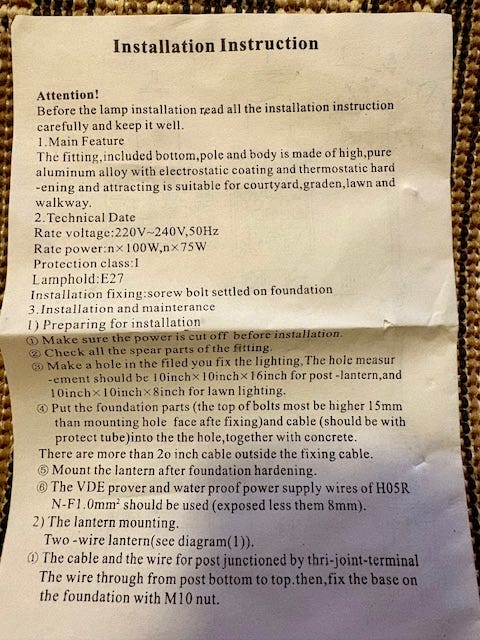 Installation Instruction
Attention!
Before the lamp installation read all the installation instruction
carefully and keep it well.
1.Main Feature
The fitting,included bottom,pole and body is made of high,pure
aluminum alloy with electrostatic coating and thermostatic hard
-ening and attracting is suitable for courtyard,graden,lawn and
walkway.
2.Technical Date
Rate voltage:220V~240V,50Hz
Rate power:n×100W,n×75W
Protection class:I
Lamphold:E27
Installation fixing:sorew bolt settled on foundation
3.Installation and mainterance
1) Preparing for installation
① Make sure the power is cut off before installation.
② Check all the spear parts of the fitting.
③ Make a hole in the filed you fix the lighting,The hole measur
-ement should be 10inch×10inch×16inch for post -lantern,and
10inch×10inch×8inch for lawn lighting.
④ Put the foundation parts (the top of bolts most be higher 15mm
than mounting hole face afte fixing)and cable (should be with
protect tube)into the the hole,together with concrete.
There are more than 2o inch cable outside the fixing cable.
⑤ Mount the lantern after foundation hardening.
⑥ The VDE prover and water proof power supply wires of H05R
N-F1.0mm² should be used (exposed less them 8mm).
2) The lantern mounting.
Two -wire lantern(see diagram(1)).
① The cable and the wire for post junctioned by thri-joint-terminal
The wire through from post bottom to top.then,fix the base on
the foundation with M10 nut.